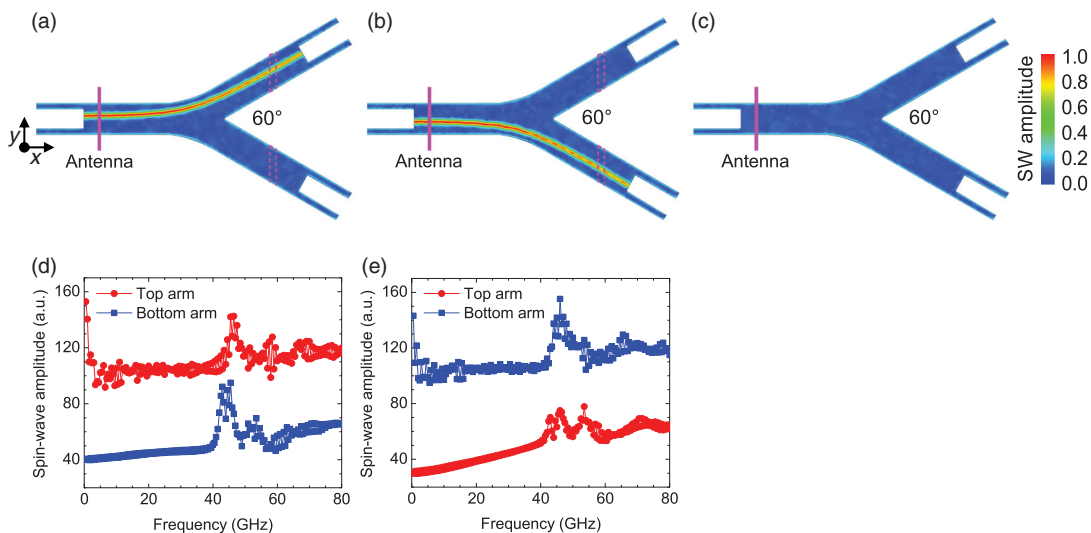 (a)
(b)
(c)
60°
60°
60°
y
x
Antenna
Antenna
Antenna
SW amplitude
1.0
0.8
0.6
0.4
0.2
0.0
(d)
Spin-wave amplitude (a.u.)
160
120
80
40
Top arm
Bottom arm
0 20 40 60 80
Frequency (GHz)
(e)
Spin-wave amplitude (a.u.)
160
120
80
40
Top arm
Bottom arm
0 20 40 60 80
Frequency (GHz)